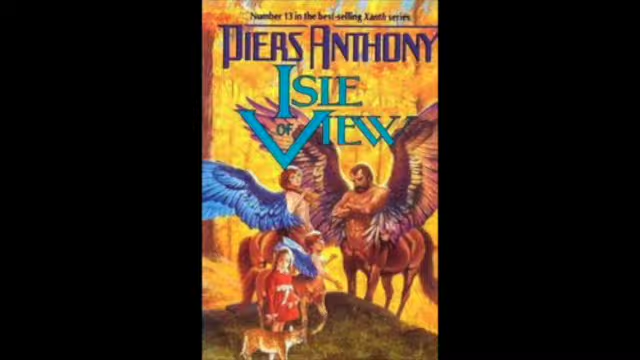 Number 13 in the best-selling Xanth series
PIERS ANTHONY
ISLE
OF
VIEW